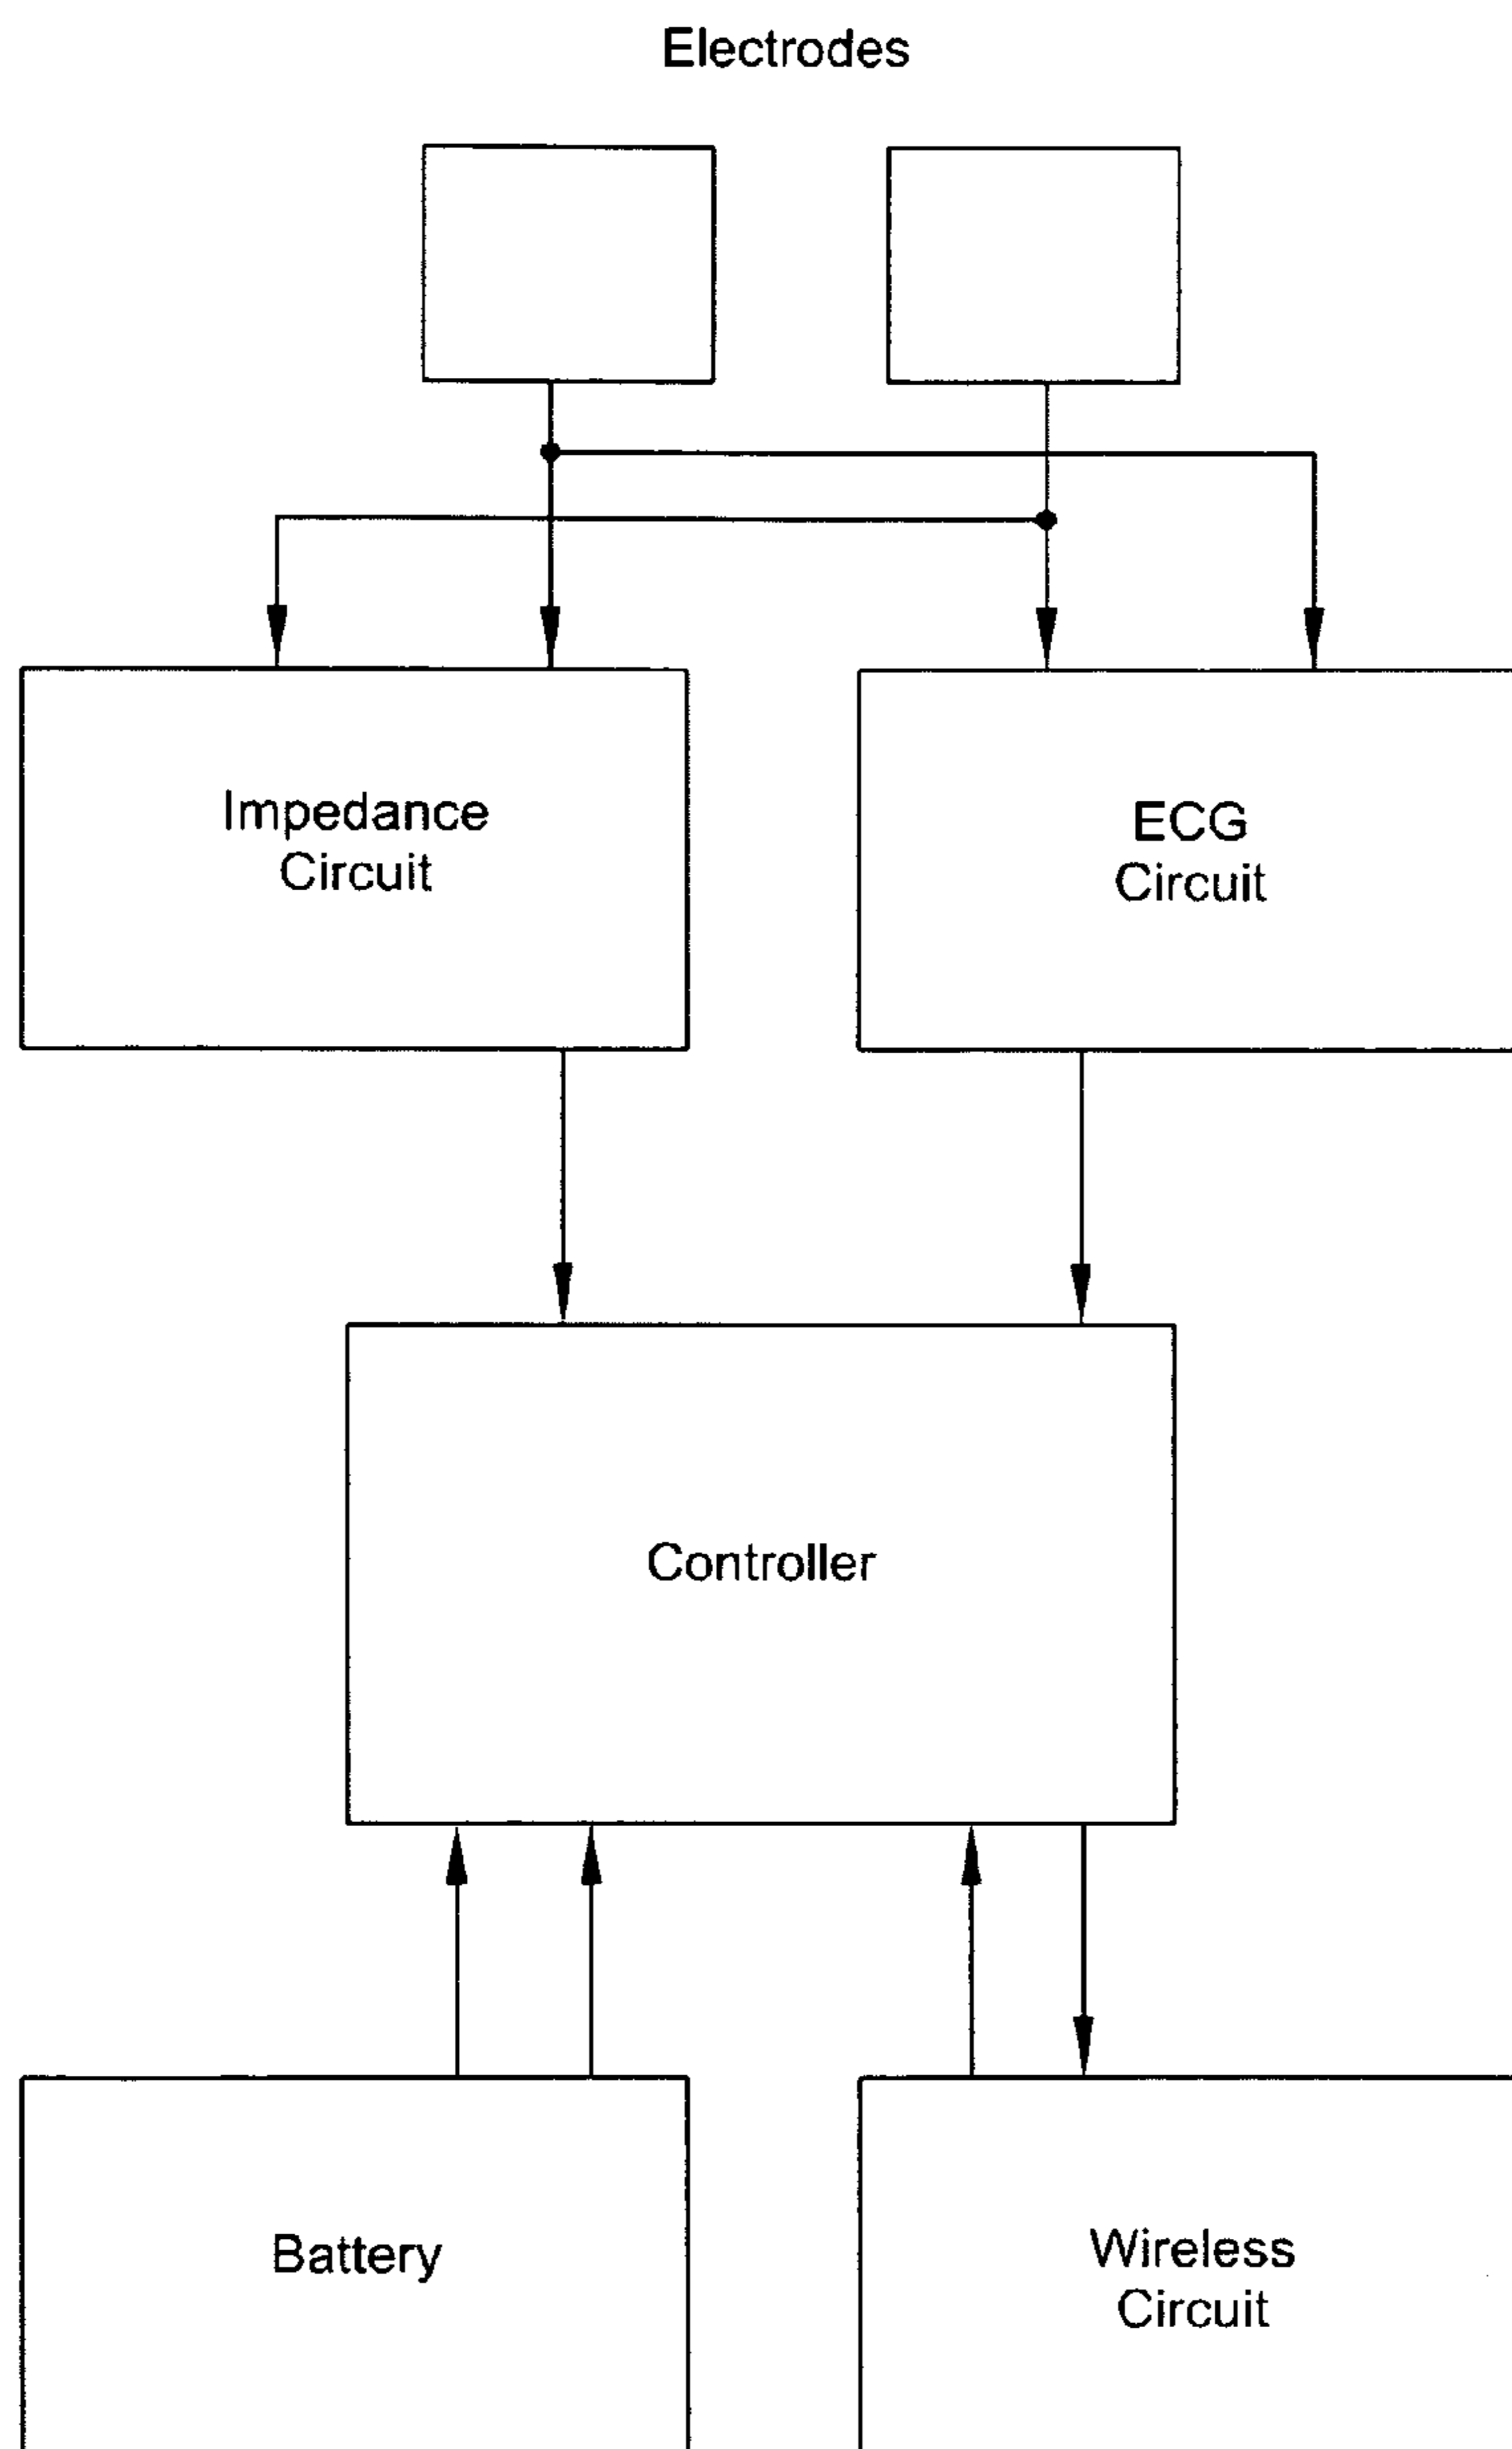 Electrodes
Impedance
Circuit
ECG
Circuit
Controller
Battery
Wireless
Circuit